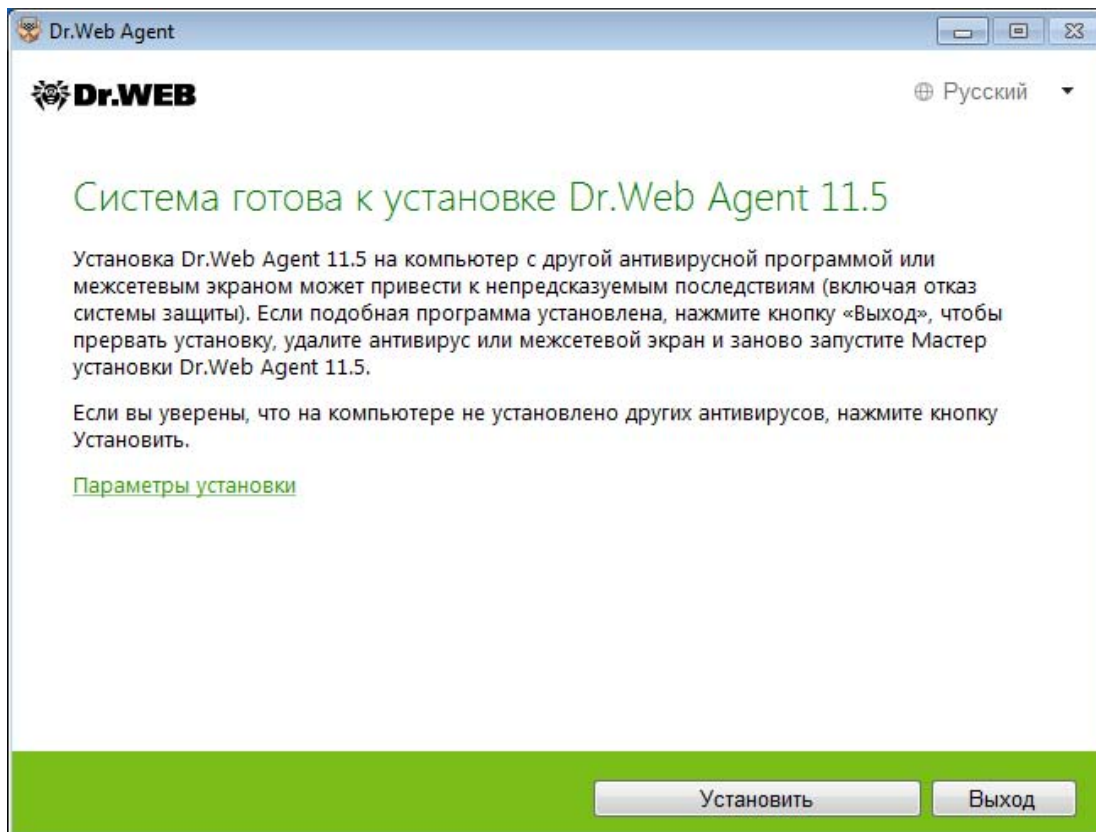 Dr.Web Agent
Dr.WEB
Русский
Система готова к установке Dr.Web Agent 11.5
Установка Dr.Web Agent 11.5 на компьютер с другой антивирусной программой или
межсетевым экраном может привести к непредсказуемым последствиям (включая отказ
системы защиты). Если подобная программа установлена, нажмите кнопку «Выход», чтобы
прервать установку, удалите антивирус или межсетевой экран и заново запустите Мастер
установки Dr.Web Agent 11.5.
Если вы уверены, что на компьютере не установлено других антивирусов, нажмите кнопку
Установить.
Параметры установки
Установить
Выход